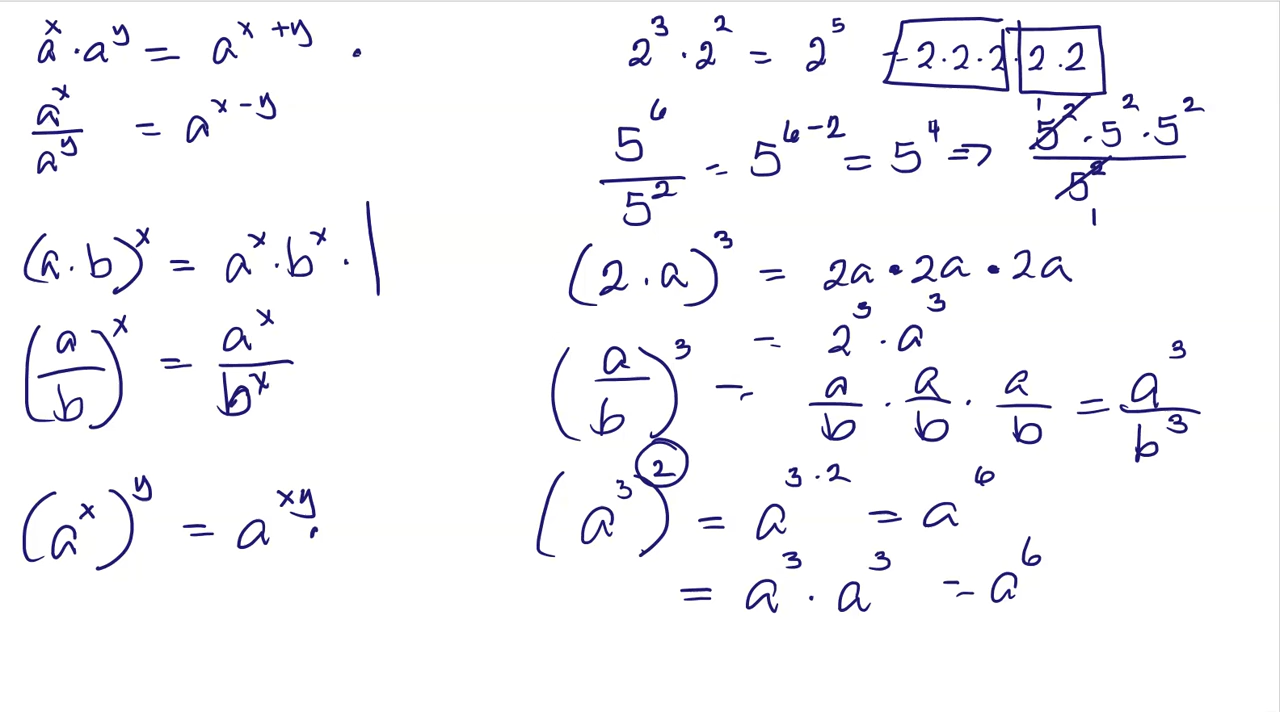 a^x · a^y = a^{x+y} .
2^3 · 2^2 = 2^5 = 2·2·2·2·2
a^x / a^y = a^{x-y}
5^6 / 5^2 = 5^{6-2} = 5^4 => 5^2 · 5^2 · 5^2 / 5^2
1
1
(a·b)^x = a^x · b^x . |
(2·a)^3 = 2a · 2a · 2a
= 2^3 · a^3
(a/b)^x = a^x / b^x
(a/b)^3 = a/b · a/b · a/b = a^3 / b^3
(a^x)^y = a^{xy} .
(a^3)^2 = a^{3·2} = a^6
= a^3 · a^3 = a^6